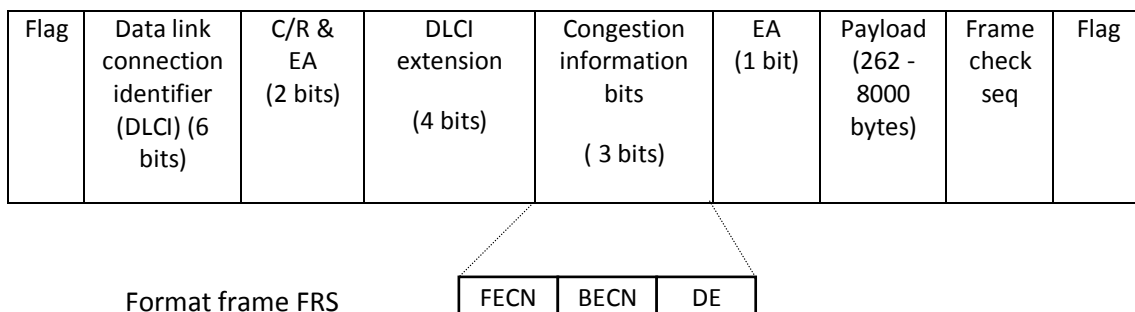 Flag
Data link
connection
identifier
(DLCI) (6
bits)
C/R &
EA
(2 bits)
DLCI
extension
(4 bits)
Congestion
information
bits
( 3 bits)
EA
(1 bit)
Payload
(262 -
8000
bytes)
Frame
check
seq
Flag
Format frame FRS
FECN
BECN
DE